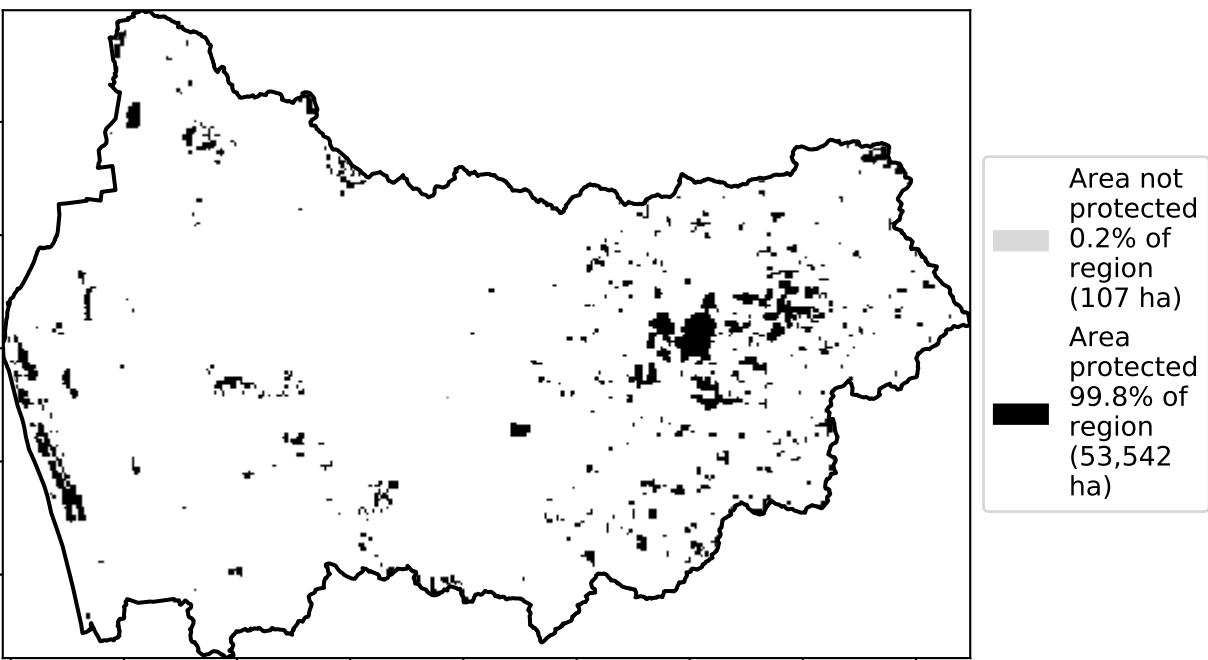 Area not
protected
0.2% of
region
(107 ha)
Area
protected
99.8% of
region
(53,542
ha)